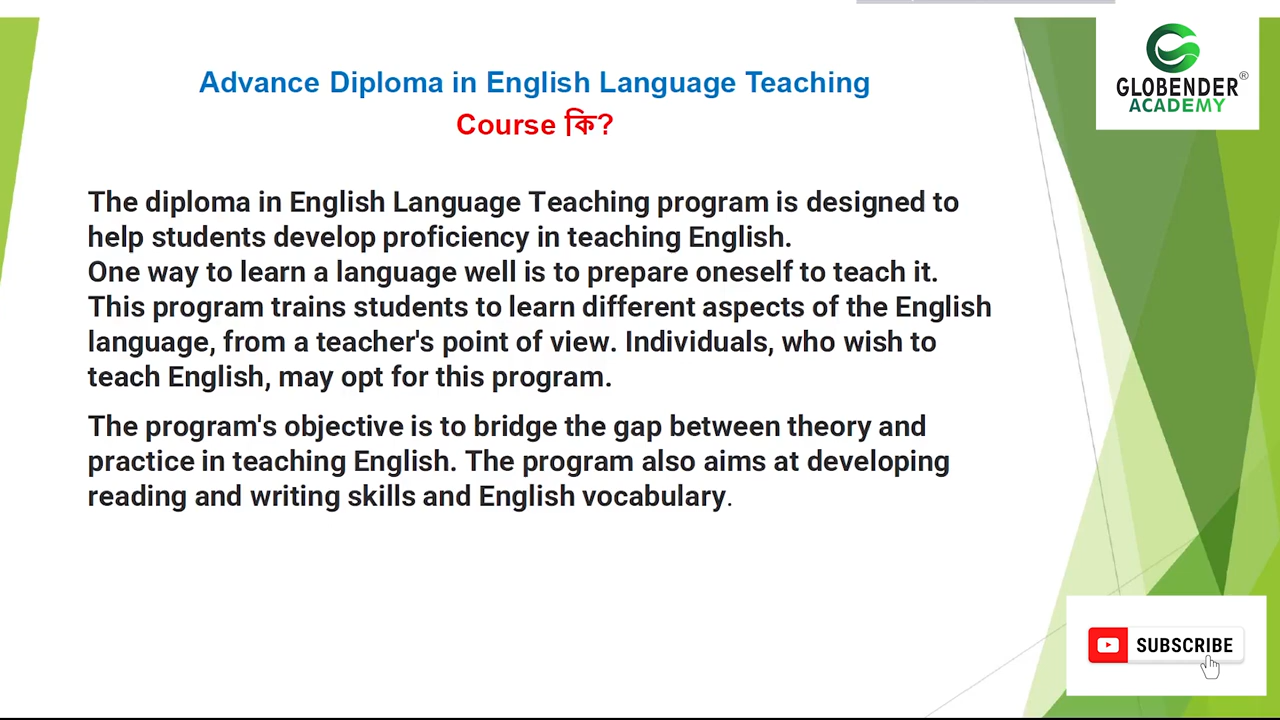 Advance Diploma in English Language Teaching
Course কি?
GLOBENDER®
ACADEMY
The diploma in English Language Teaching program is designed to
help students develop proficiency in teaching English.
One way to learn a language well is to prepare oneself to teach it.
This program trains students to learn different aspects of the English
language, from a teacher's point of view. Individuals, who wish to
teach English, may opt for this program.
The program's objective is to bridge the gap between theory and
practice in teaching English. The program also aims at developing
reading and writing skills and English vocabulary.
SUBSCRIBE